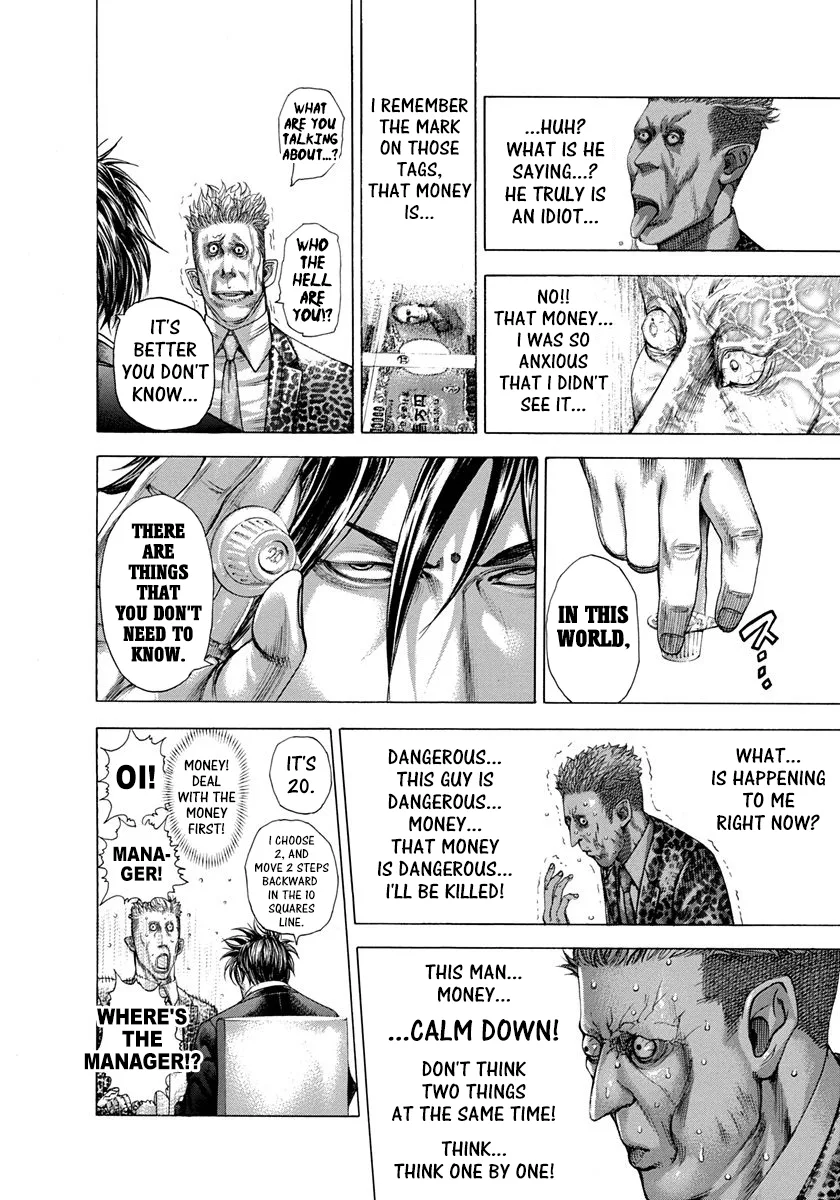 ...HUH?
WHAT IS HE
SAYING...?
HE TRULY IS
AN IDIOT...
NO!!
THAT MONEY...
I WAS SO
ANXIOUS
THAT I DIDN'T
SEE IT...
I REMEMBER
THE MARK
ON THOSE
TAGS,
THAT MONEY
IS...
WHAT
ARE YOU
TALKING
ABOUT...?
WHO
THE
HELL
ARE
YOU!?
IT'S
BETTER
YOU DON'T
KNOW...
IN THIS
WORLD,
THERE
ARE
THINGS
THAT
YOU DON'T
NEED TO
KNOW.
20
WHAT...
IS HAPPENING
TO ME
RIGHT NOW?
DANGEROUS...
THIS GUY IS
DANGEROUS...
MONEY...
THAT MONEY
IS DANGEROUS...
I'LL BE KILLED!
THIS MAN...
MONEY...
...CALM DOWN!
DON'T THINK
TWO THINGS
AT THE SAME TIME!
THINK...
THINK ONE BY ONE!
IT'S
20.
I CHOOSE
2, AND
MOVE 2 STEPS
BACKWARD
IN THE 10
SQUARES
LINE.
MONEY!
DEAL
WITH THE
MONEY
FIRST!
OI!
MANA-
GER!
WHERE'S
THE
MANAGER!?